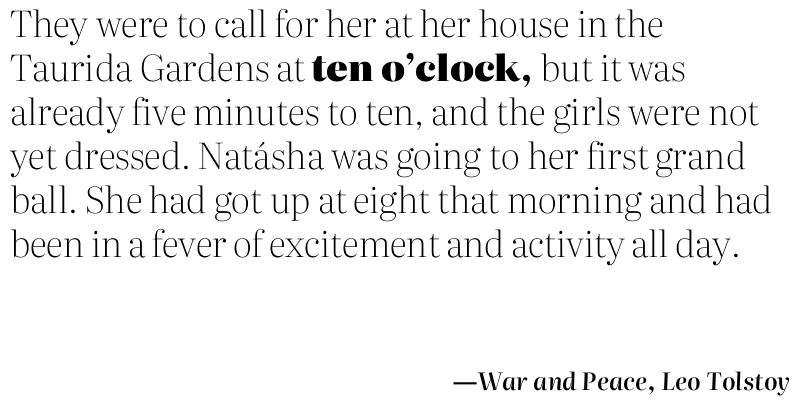 They were to call for her at her house in the
Taurida Gardens at ten o’clock, but it was
already five minutes to ten, and the girls were not
yet dressed. Natásha was going to her first grand
ball. She had got up at eight that morning and had
been in a fever of excitement and activity all day.
—War and Peace, Leo Tolstoy